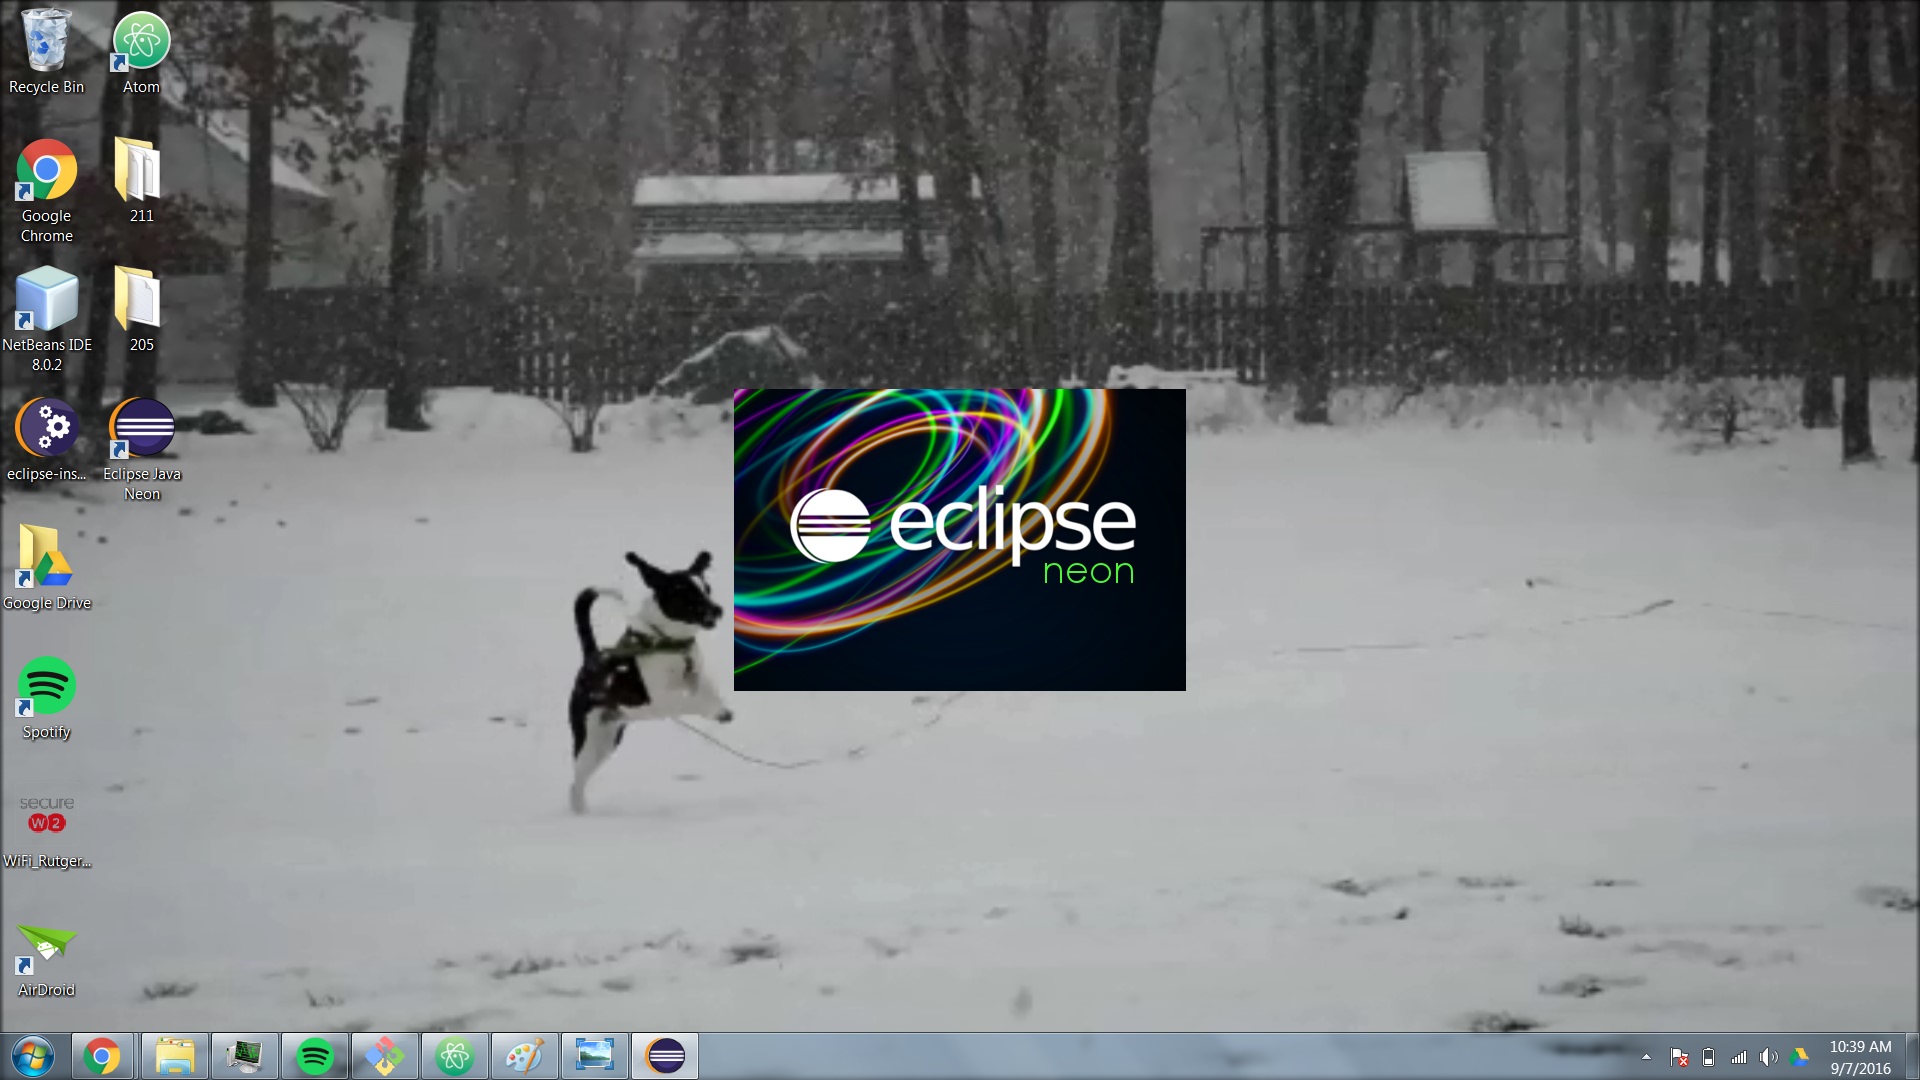 Recycle Bin
Atom
Google
Chrome
211
NetBeans IDE
8.0.2
205
eclipse-ins...
Eclipse Java
Neon
Google Drive
Spotify
secure
W2
WiFi_Rutger...
AirDroid
eclipse
neon
10:39 AM
9/7/2016